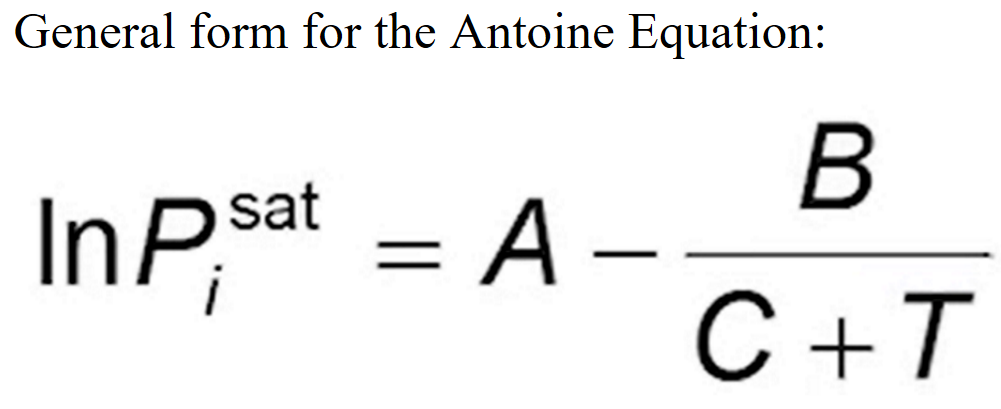 General form for the Antoine Equation:
ln P_i^sat = A − B / (C + T)